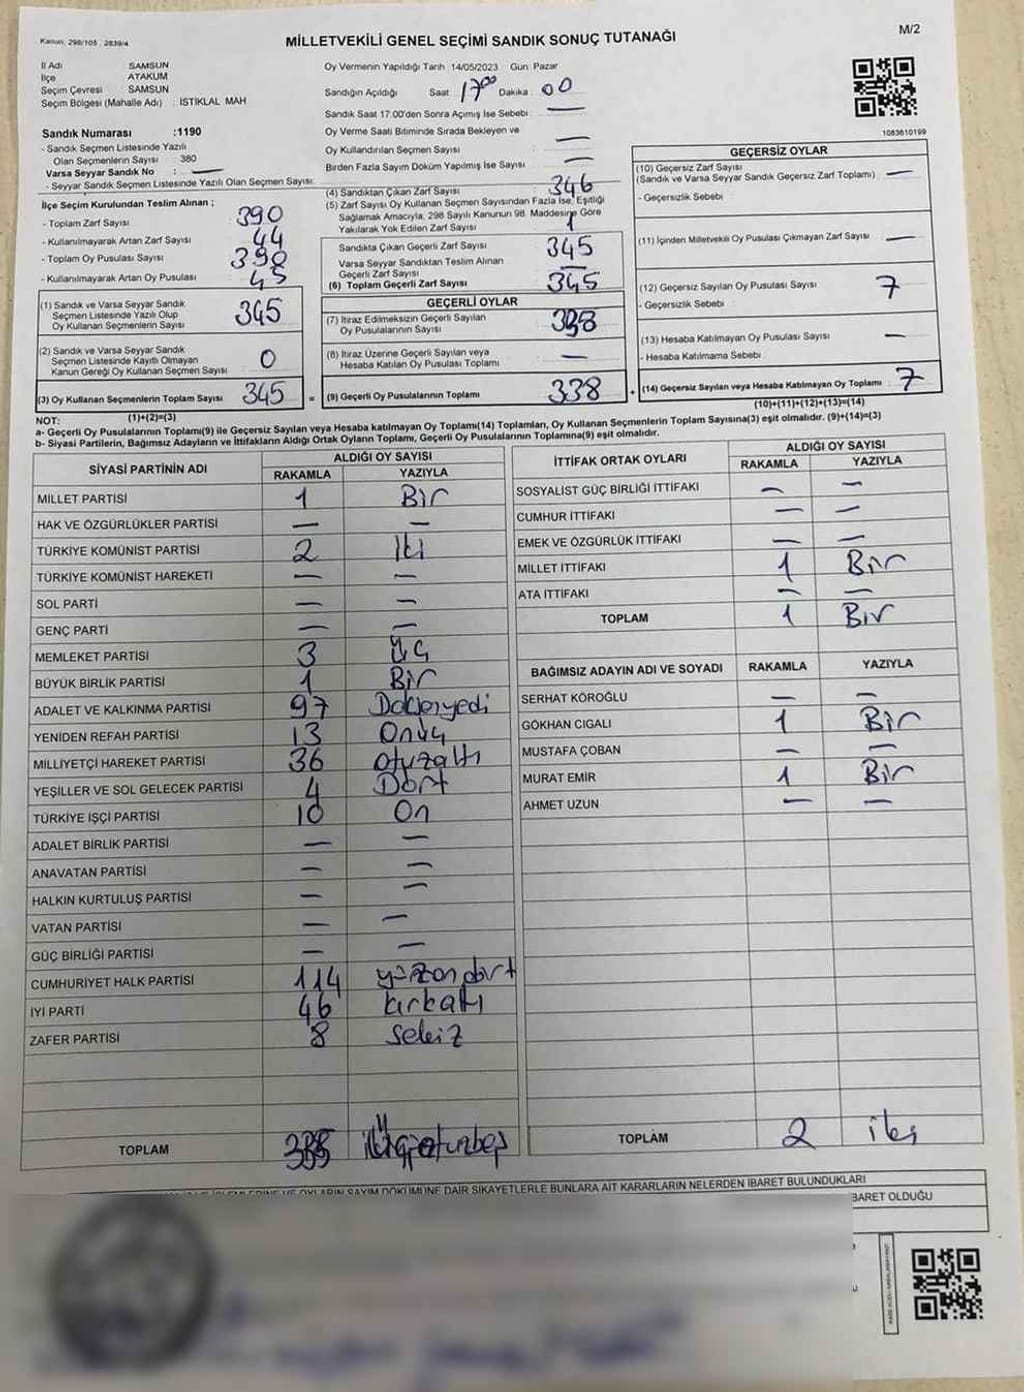 Kanun: 298/105 , 2839/4
MİLLETVEKİLİ GENEL SEÇİMİ SANDIK SONUÇ TUTANAĞI
M/2
İl Adı : SAMSUN
İlçe : ATAKUM
Seçim Çevresi : SAMSUN
Seçim Bölgesi (Mahalle Adı) : İSTİKLAL MAH
Sandık Numarası :1190
- Sandık Seçmen Listesinde Yazılı
Olan Seçmenlerin Sayısı : 380
Varsa Seyyar Sandık No : —
- Seyyar Sandık Seçmen Listesinde Yazılı Olan Seçmen Sayısı:
Oy Vermenin Yapıldığı Tarih 14/05/2023 Gün: Pazar
Sandığın Açıldığı Saat : 17⁰⁰ Dakika : 00
Sandık Saat 17.00'den Sonra Açımış İse Sebebi : —
Oy Verme Saati Bitiminde Sırada Bekleyen ve
Oy Kullandırılan Seçmen Sayısı : —
Birden Fazla Sayım Döküm Yapılmış İse Sayısı : —
1083610199
İlçe Seçim Kurulundan Teslim Alınan ;
- Toplam Zarf Sayısı : 390
- Kullanılmayarak Artan Zarf Sayısı : 44
- Toplam Oy Pusulası Sayısı : 390
- Kullanılmayarak Artan Oy Pusulası : 45
(1) Sandık ve Varsa Seyyar Sandık
Seçmen Listesinde Yazılı Olup
Oy Kullanan Seçmenlerin Sayısı 345
(2) Sandık ve Varsa Seyyar Sandık
Seçmen Listesinde Kayıtlı Olmayan
Kanun Gereği Oy Kullanan Seçmen Sayısı 0
(3) Oy Kullanan Seçmenlerin Toplam Sayısı 345
(1)+(2)=(3)
(4) Sandıktan Çıkan Zarf Sayısı : 346
(5) Zarf Sayısı Oy Kullanan Seçmen Sayısından Fazla İse, Eşitliği
Sağlamak Amacıyla, 298 Sayılı Kanunun 98. Maddesine Göre
Yakılarak Yok Edilen Zarf Sayısı : 1
Sandıkta Çıkan Geçerli Zarf Sayısı 345
Varsa Seyyar Sandıktan Teslim Alınan
Geçerli Zarf Sayısı —
(6) Toplam Geçerli Zarf Sayısı 345
GEÇERLİ OYLAR
(7) İtiraz Edilmeksizin Geçerli Sayılan
Oy Pusulalarının Sayısı 338
(8) İtiraz Üzerine Geçerli Sayılan veya
Hesaba Katılan Oy Pusulası Toplamı —
= (9) Geçerli Oy Pusulalarının Toplamı 338 +
GEÇERSİZ OYLAR
(10) Geçersiz Zarf Sayısı
(Sandık ve Varsa Seyyar Sandık Geçersiz Zarf Toplamı) —
- Geçersizlik Sebebi :
(11) İçinden Milletvekili Oy Pusulası Çıkmayan Zarf Sayısı —
(12) Geçersiz Sayılan Oy Pusulası Sayısı 7
- Geçersizlik Sebebi :
(13) Hesaba Katılmayan Oy Pusulası Sayısı —
- Hesaba Katılmama Sebebi
(14) Geçersiz Sayılan veya Hesaba Katılmayan Oy Toplamı 7
(10)+(11)+(12)+(13)=(14)
NOT:
a- Geçerli Oy Pusulalarının Toplamı(9) ile Geçersiz Sayılan veya Hesaba katılmayan Oy Toplamı(14) Toplamları, Oy Kullanan Seçmenlerin Toplam Sayısına(3) eşit olmalıdır. (9)+(14)=(3)
b- Siyasi Partilerin, Bağımsız Adayların ve İttifakların Aldığı Ortak Oyların Toplamı, Geçerli Oy Pusulalarının Toplamına(9) eşit olmalıdır.
SİYASİ PARTİNİN ADI ALDIĞI OY SAYISI
RAKAMLA YAZIYLA
MİLLET PARTİSİ 1 Bir
HAK VE ÖZGÜRLÜKLER PARTİSİ — —
TÜRKİYE KOMÜNİST PARTİSİ 2 İki
TÜRKİYE KOMÜNİST HAREKETİ — —
SOL PARTİ — —
GENÇ PARTİ — —
MEMLEKET PARTİSİ 3 Üç
BÜYÜK BİRLİK PARTİSİ 1 Bir
ADALET VE KALKINMA PARTİSİ 97 Doksanyedi
YENİDEN REFAH PARTİSİ 13 Onüç
MİLLİYETÇİ HAREKET PARTİSİ 36 otuzaltı
YEŞİLLER VE SOL GELECEK PARTİSİ 4 Dört
TÜRKİYE İŞÇİ PARTİSİ 10 On
ADALET BİRLİK PARTİSİ — —
ANAVATAN PARTİSİ — —
HALKIN KURTULUŞ PARTİSİ — —
VATAN PARTİSİ — —
GÜÇ BİRLİĞİ PARTİSİ — —
CUMHURİYET HALK PARTİSİ 114 yüzondört
İYİ PARTİ 46 kırkaltı
ZAFER PARTİSİ 8 sekiz
TOPLAM 335
İTTİFAK ORTAK OYLARI ALDIĞI OY SAYISI
RAKAMLA YAZIYLA
SOSYALİST GÜÇ BİRLİĞİ İTTİFAKI — —
CUMHUR İTTİFAKI — —
EMEK VE ÖZGÜRLÜK İTTİFAKI — —
MİLLET İTTİFAKI 1 Bir
ATA İTTİFAKI — —
TOPLAM 1 Bir
BAĞIMSIZ ADAYIN ADI VE SOYADI RAKAMLA YAZIYLA
SERHAT KÖROĞLU — —
GÖKHAN CIGALI 1 Bir
MUSTAFA ÇOBAN — —
MURAT EMİR 1 Bir
AHMET UZUN — —
TOPLAM 2 iki
OYLARIN SAYIM DÖKÜMÜNE DAİR ŞİKAYETLERLE BUNLARA AİT KARARLARIN NELERDEN İBARET BULUNDUKLARI
BARET OLDUĞU